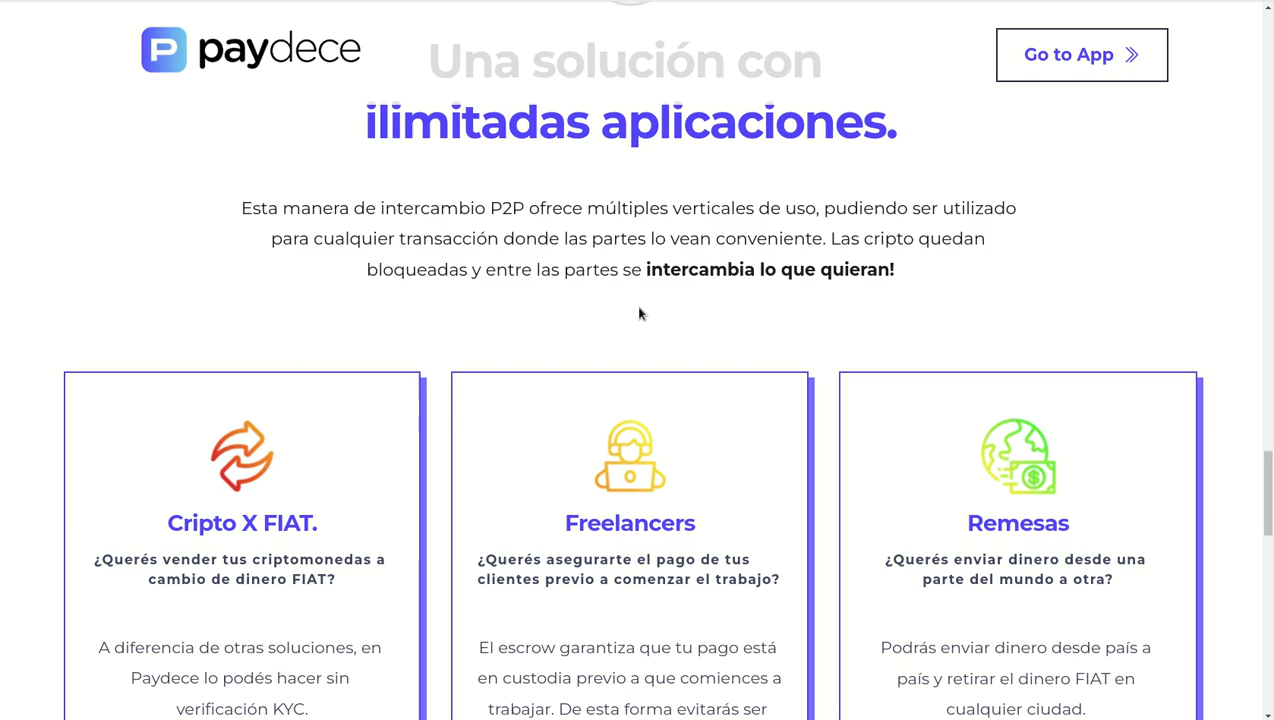 paydece
Una solución con
Go to App
ilimitadas aplicaciones.
Esta manera de intercambio P2P ofrece múltiples verticales de uso, pudiendo ser utilizado
para cualquier transacción donde las partes lo vean conveniente. Las cripto quedan
bloqueadas y entre las partes se intercambia lo que quieran!
Cripto X FIAT.
¿Querés vender tus criptomonedas a
cambio de dinero FIAT?
A diferencia de otras soluciones, en
Paydece lo podés hacer sin
verificación KYC.
Freelancers
¿Querés asegurarte el pago de tus
clientes previo a comenzar el trabajo?
El escrow garantiza que tu pago está
en custodia previo a que comiences a
trabajar. De esta forma evitarás ser
Remesas
¿Querés enviar dinero desde una
parte del mundo a otra?
Podrás enviar dinero desde país a
país y retirar el dinero FIAT en
cualquier ciudad.